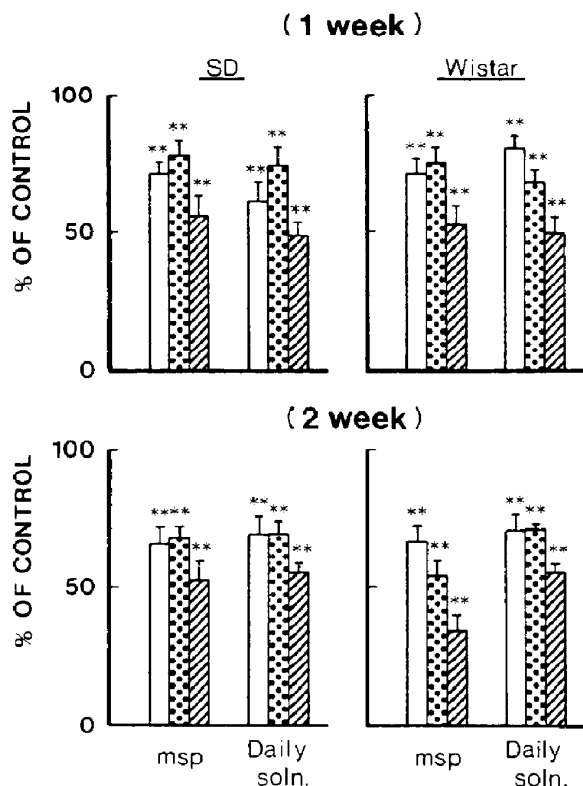 (1 week)
SD
Wistar
% OF CONTROL
100
50
0
** ** ** ** ** **
** ** ** ** ** **
(2 week)
% OF CONTROL
100
50
0
** ** ** ** ** **
** ** ** ** ** **
msp Daily soln.
msp Daily soln.